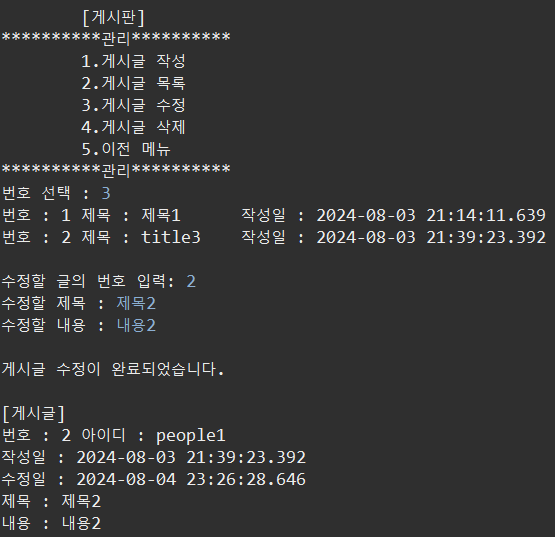 [게시판]
**********관리**********
1.게시글 작성
2.게시글 목록
3.게시글 수정
4.게시글 삭제
5.이전 메뉴
**********관리**********
번호 선택 : 3
번호 : 1 제목 : 제목1 작성일 : 2024-08-03 21:14:11.639
번호 : 2 제목 : title3 작성일 : 2024-08-03 21:39:23.392
수정할 글의 번호 입력: 2
수정할 제목 : 제목2
수정할 내용 : 내용2
게시글 수정이 완료되었습니다.
[게시글]
번호 : 2 아이디 : people1
작성일 : 2024-08-03 21:39:23.392
수정일 : 2024-08-04 23:26:28.646
제목 : 제목2
내용 : 내용2